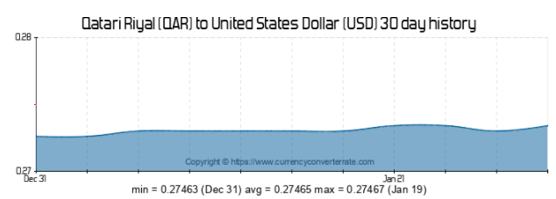 Qatari Riyal (QAR) to United States Dollar (USD) 30 day history
0.28
0.27
Copyright © https://www.currencyconverterrate.com
Dec 31
Jan 21
min = 0.27463 (Dec 31) avg = 0.27465 max = 0.27467 (Jan 19)